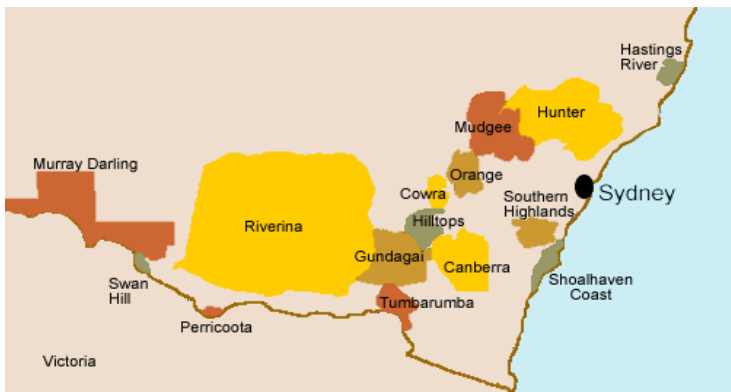 Hastings
River
Hunter
Mudgee
Murray Darling
Orange
Cowra
Sydney
Southern
Highlands
Hilltops
Riverina
Gundagai
Canberra
Swan
Hill
Shoalhaven
Coast
Tumbarumba
Perricoota
Victoria